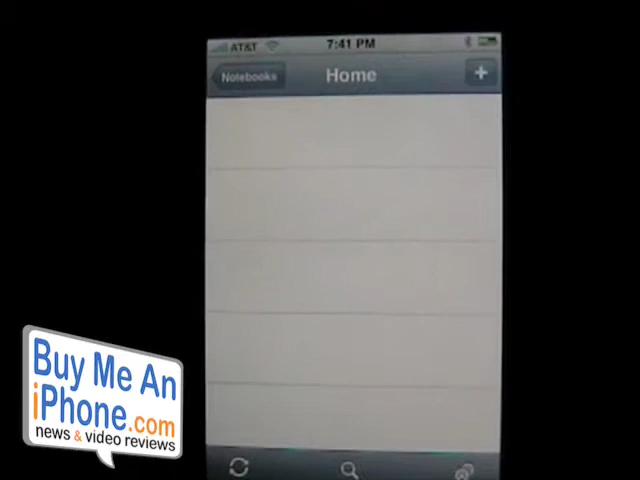 AT&T 7:41 PM
Notebooks Home +
Buy Me An
iPhone.com
news & video reviews